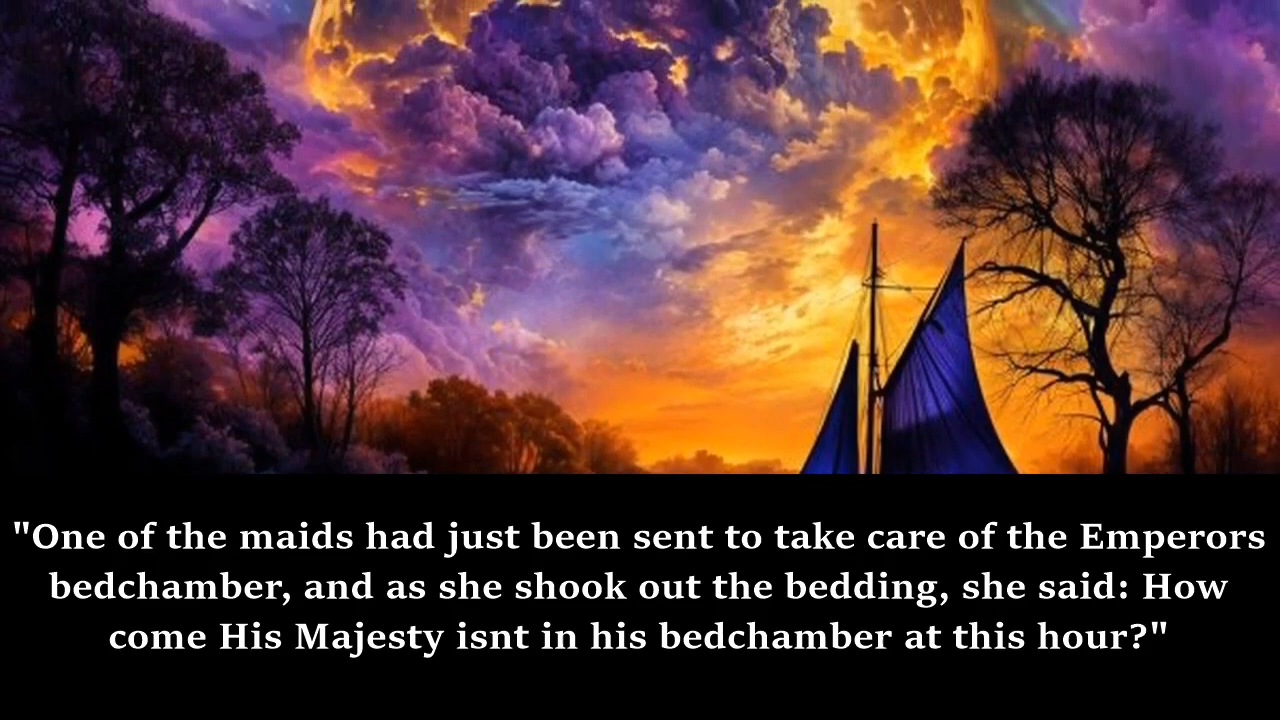 "One of the maids had just been sent to take care of the Emperors
bedchamber, and as she shook out the bedding, she said: How
come His Majesty isnt in his bedchamber at this hour?"